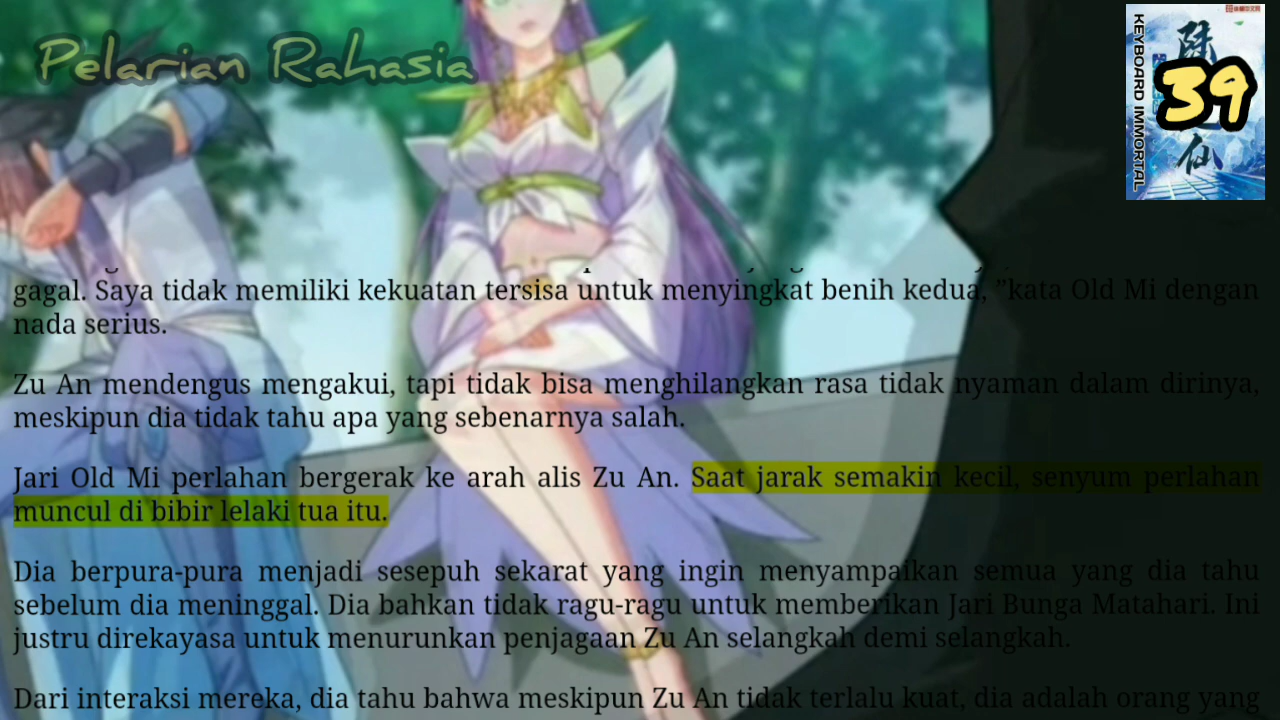 Pelarian Rahasia
39
KEYBOARD IMMORTAL
陆
仙
gagal. Saya tidak memiliki kekuatan tersisa untuk menyingkat benih kedua, ”kata Old Mi dengan
nada serius.
Zu An mendengus mengakui, tapi tidak bisa menghilangkan rasa tidak nyaman dalam dirinya,
meskipun dia tidak tahu apa yang sebenarnya salah.
Jari Old Mi perlahan bergerak ke arah alis Zu An. Saat jarak semakin kecil, senyum perlahan
muncul di bibir lelaki tua itu.
Dia berpura-pura menjadi sesepuh sekarat yang ingin menyampaikan semua yang dia tahu
sebelum dia meninggal. Dia bahkan tidak ragu-ragu untuk memberikan Jari Bunga Matahari. Ini
justru direkayasa untuk menurunkan penjagaan Zu An selangkah demi selangkah.
Dari interaksi mereka, dia tahu bahwa meskipun Zu An tidak terlalu kuat, dia adalah orang yang